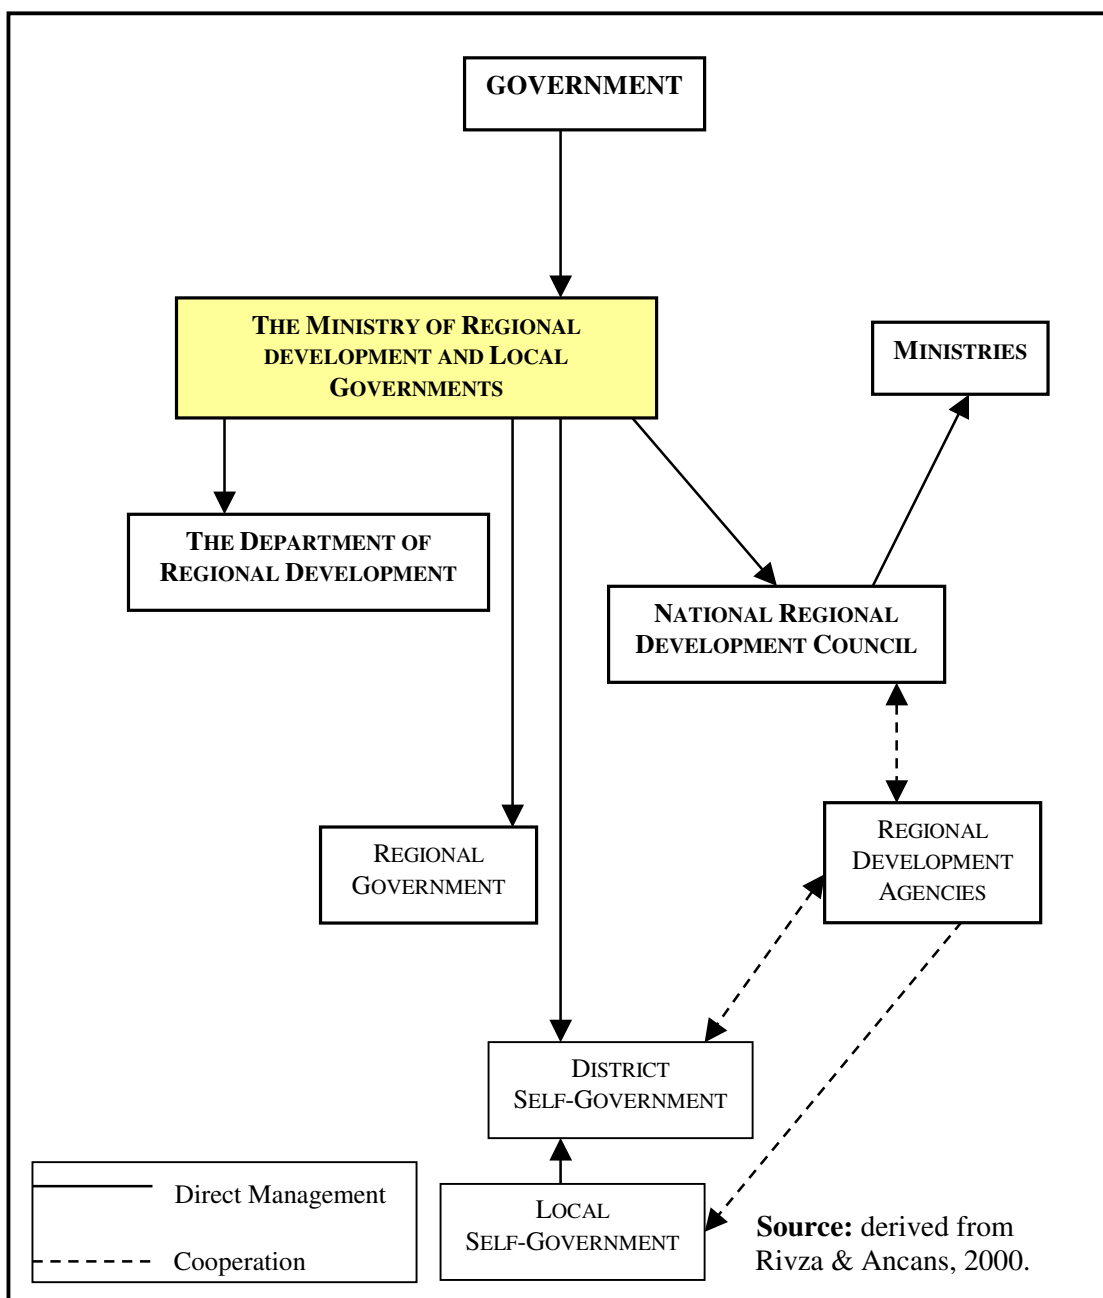 GOVERNMENT
THE MINISTRY OF REGIONAL
DEVELOPMENT AND LOCAL
GOVERNMENTS
MINISTRIES
THE DEPARTMENT OF
REGIONAL DEVELOPMENT
NATIONAL REGIONAL
DEVELOPMENT COUNCIL
REGIONAL
GOVERNMENT
REGIONAL
DEVELOPMENT
AGENCIES
DISTRICT
SELF-GOVERNMENT
LOCAL
SELF-GOVERNMENT
Direct Management
Cooperation
Source: derived from
Rivza & Ancans, 2000.